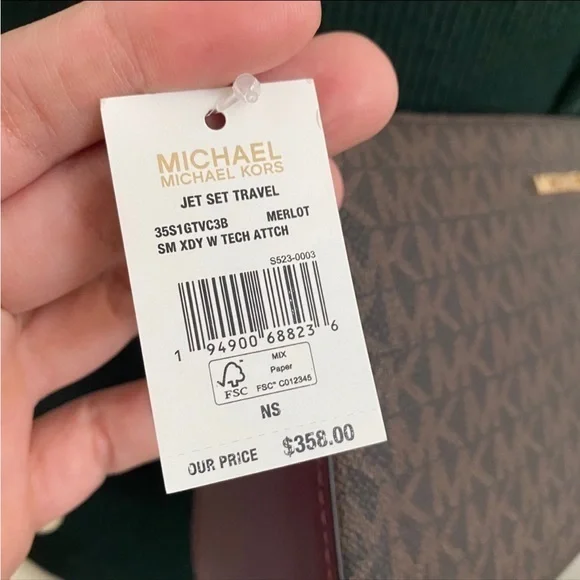 MICHAEL
MICHAEL KORS
JET SET TRAVEL
35S1GTVC3B MERLOT
SM XDY W TECH ATTCH
S523-0003
1 94900 68823 6
FSC
MIX
Paper
FSC® C012345
NS
OUR PRICE $358.00